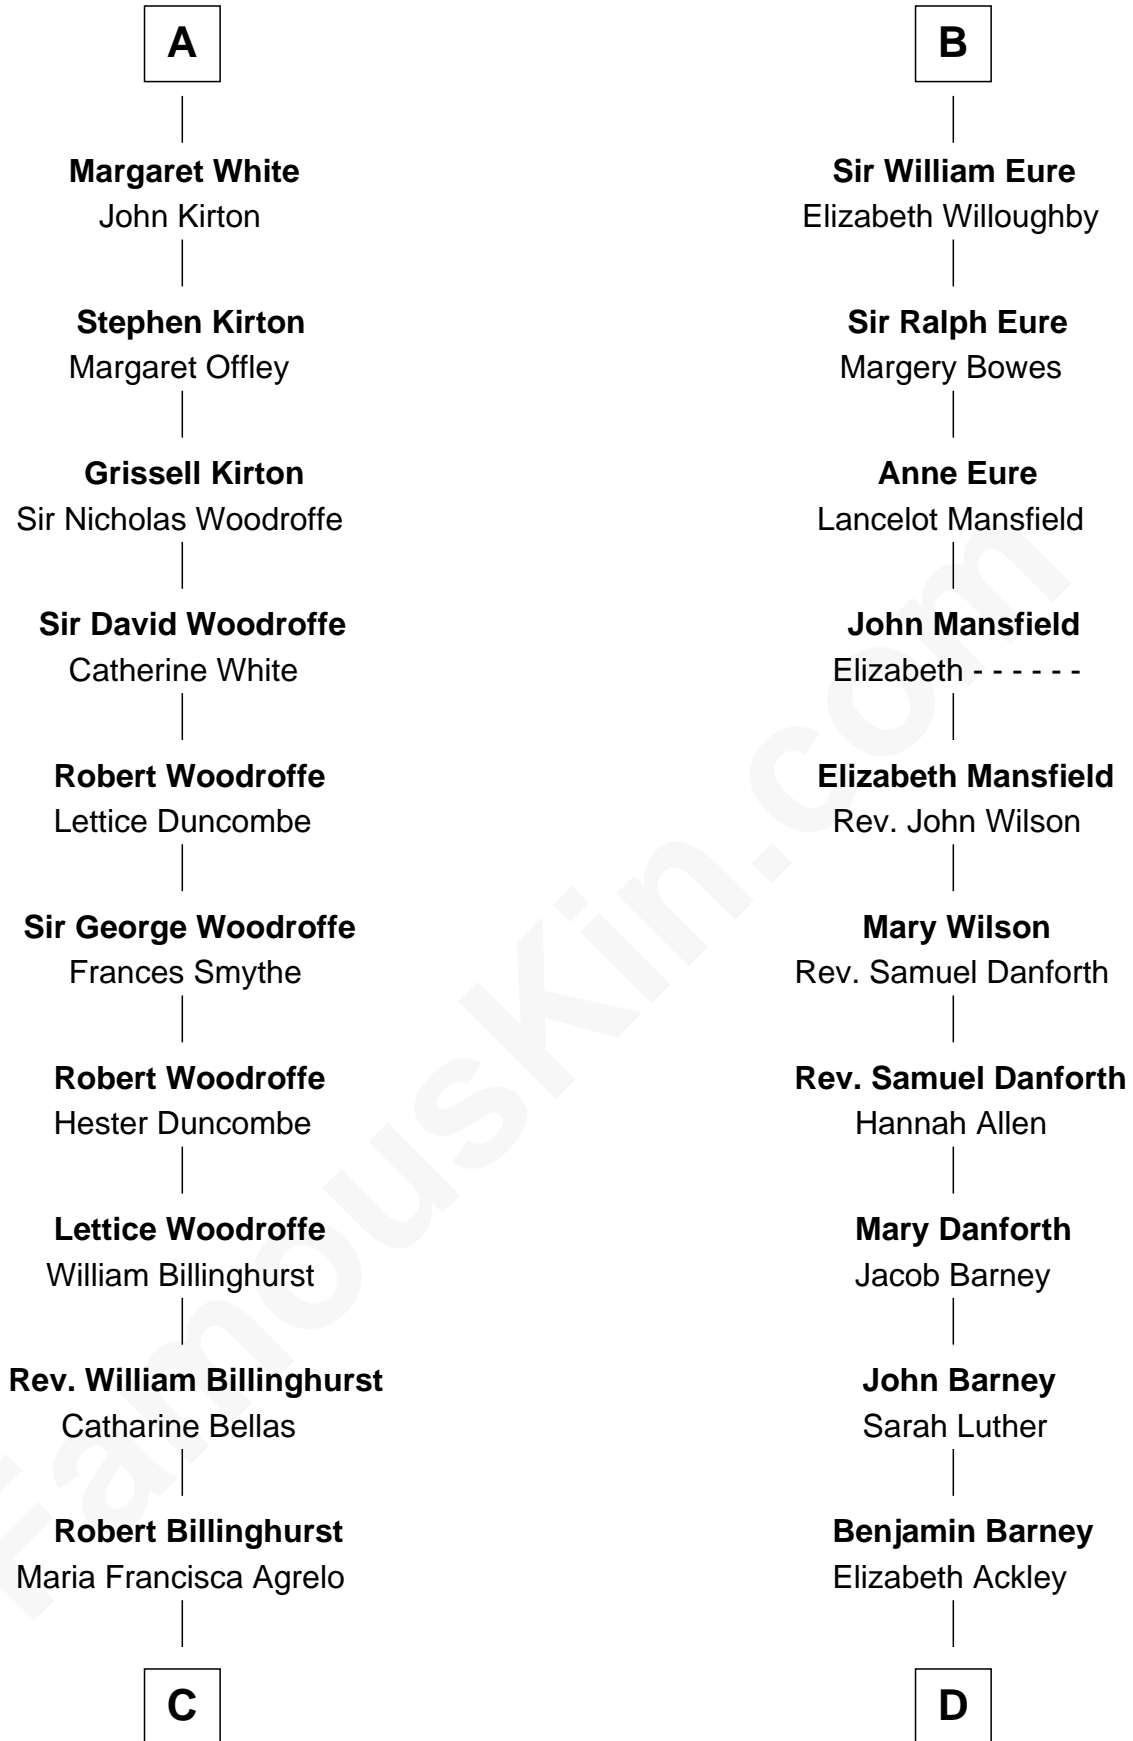 A
Margaret White
John Kirton
Stephen Kirton
Margaret Offley
Grissell Kirton
Sir Nicholas Woodroffe
Sir David Woodroffe
Catherine White
Robert Woodroffe
Lettice Duncombe
Sir George Woodroffe
Frances Smythe
Robert Woodroffe
Hester Duncombe
Lettice Woodroffe
William Billinghurst
Rev. William Billinghurst
Catharine Bellas
Robert Billinghurst
Maria Francisca Agrelo
C
B
Sir William Eure
Elizabeth Willoughby
Sir Ralph Eure
Margery Bowes
Anne Eure
Lancelot Mansfield
John Mansfield
Elizabeth - - - - - -
Elizabeth Mansfield
Rev. John Wilson
Mary Wilson
Rev. Samuel Danforth
Rev. Samuel Danforth
Hannah Allen
Mary Danforth
Jacob Barney
John Barney
Sarah Luther
Benjamin Barney
Elizabeth Ackley
D
FamousKin.com